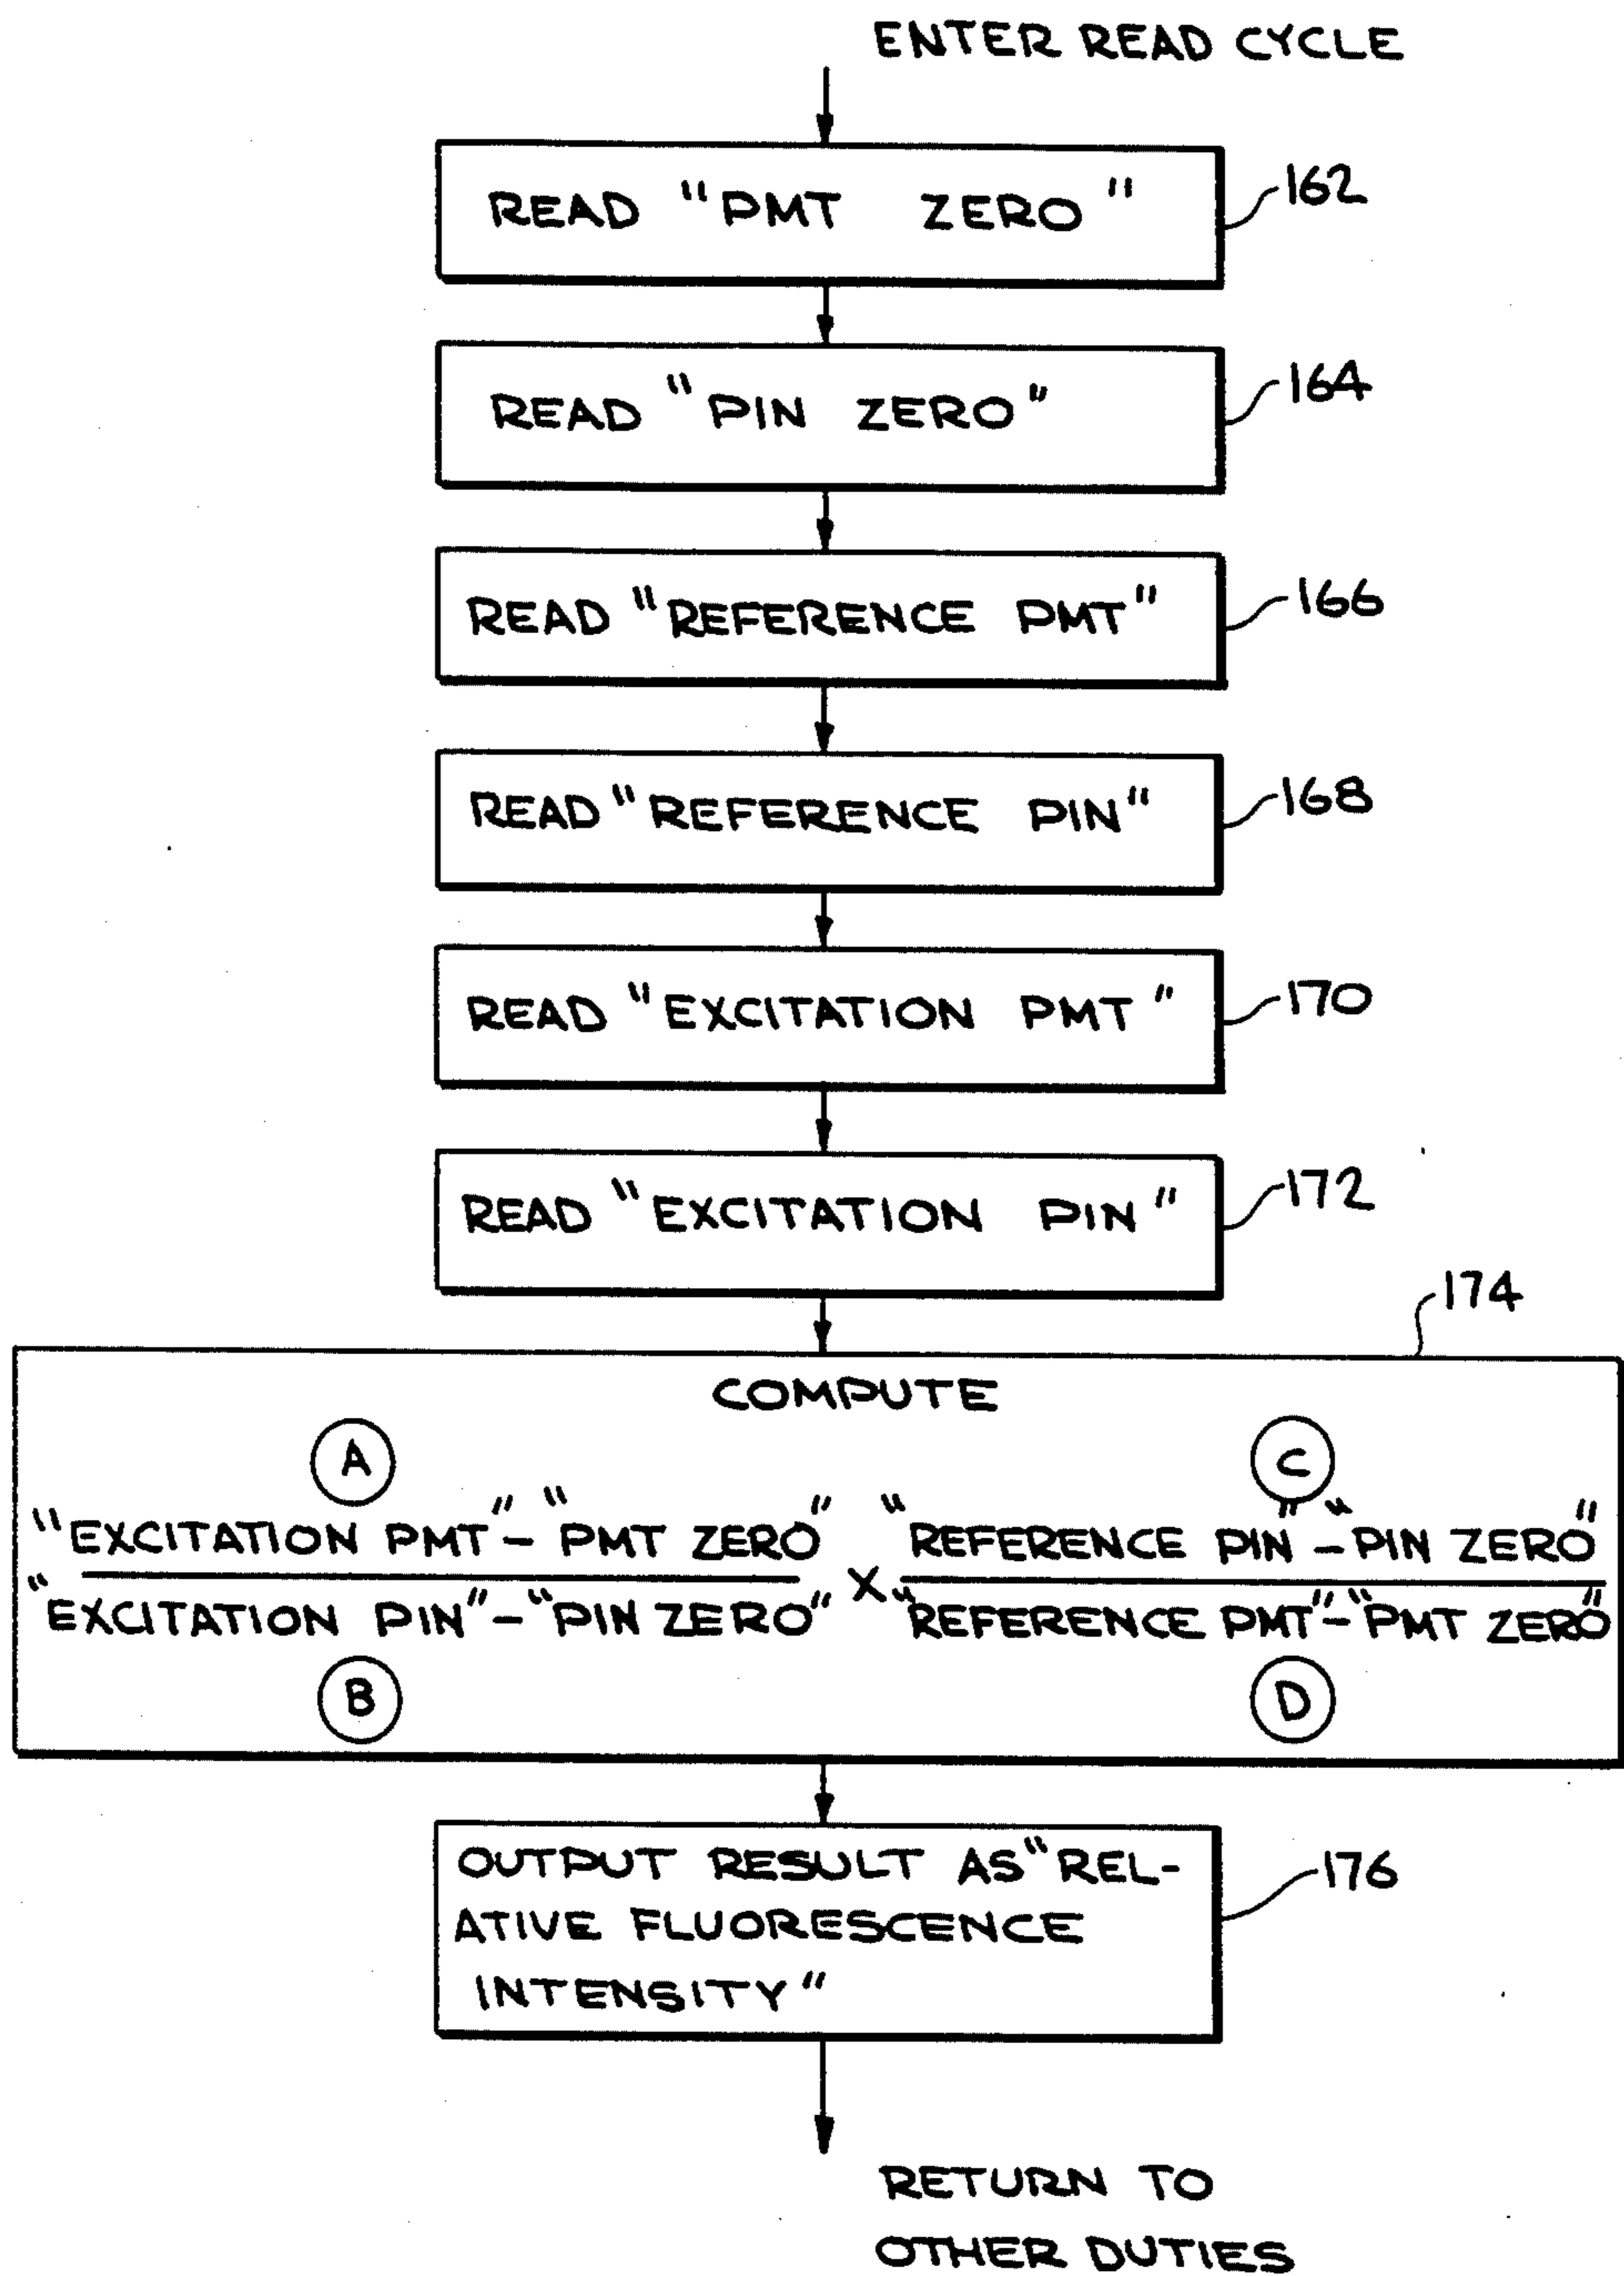 ENTER READ CYCLE
READ "PMT ZERO"
162
READ "PIN ZERO"
164
READ "REFERENCE PMT"
166
READ "REFERENCE PIN"
168
READ "EXCITATION PMT"
170
READ "EXCITATION PIN"
172
174
COMPUTE
A
C
"EXCITATION PMT" - "PMT ZERO" X "REFERENCE PIN" - "PIN ZERO"
"EXCITATION PIN" - "PIN ZERO" "REFERENCE PMT" - "PMT ZERO"
B
D
OUTPUT RESULT AS "REL-
ATIVE FLUORESCENCE
INTENSITY"
176
RETURN TO
OTHER DUTIES